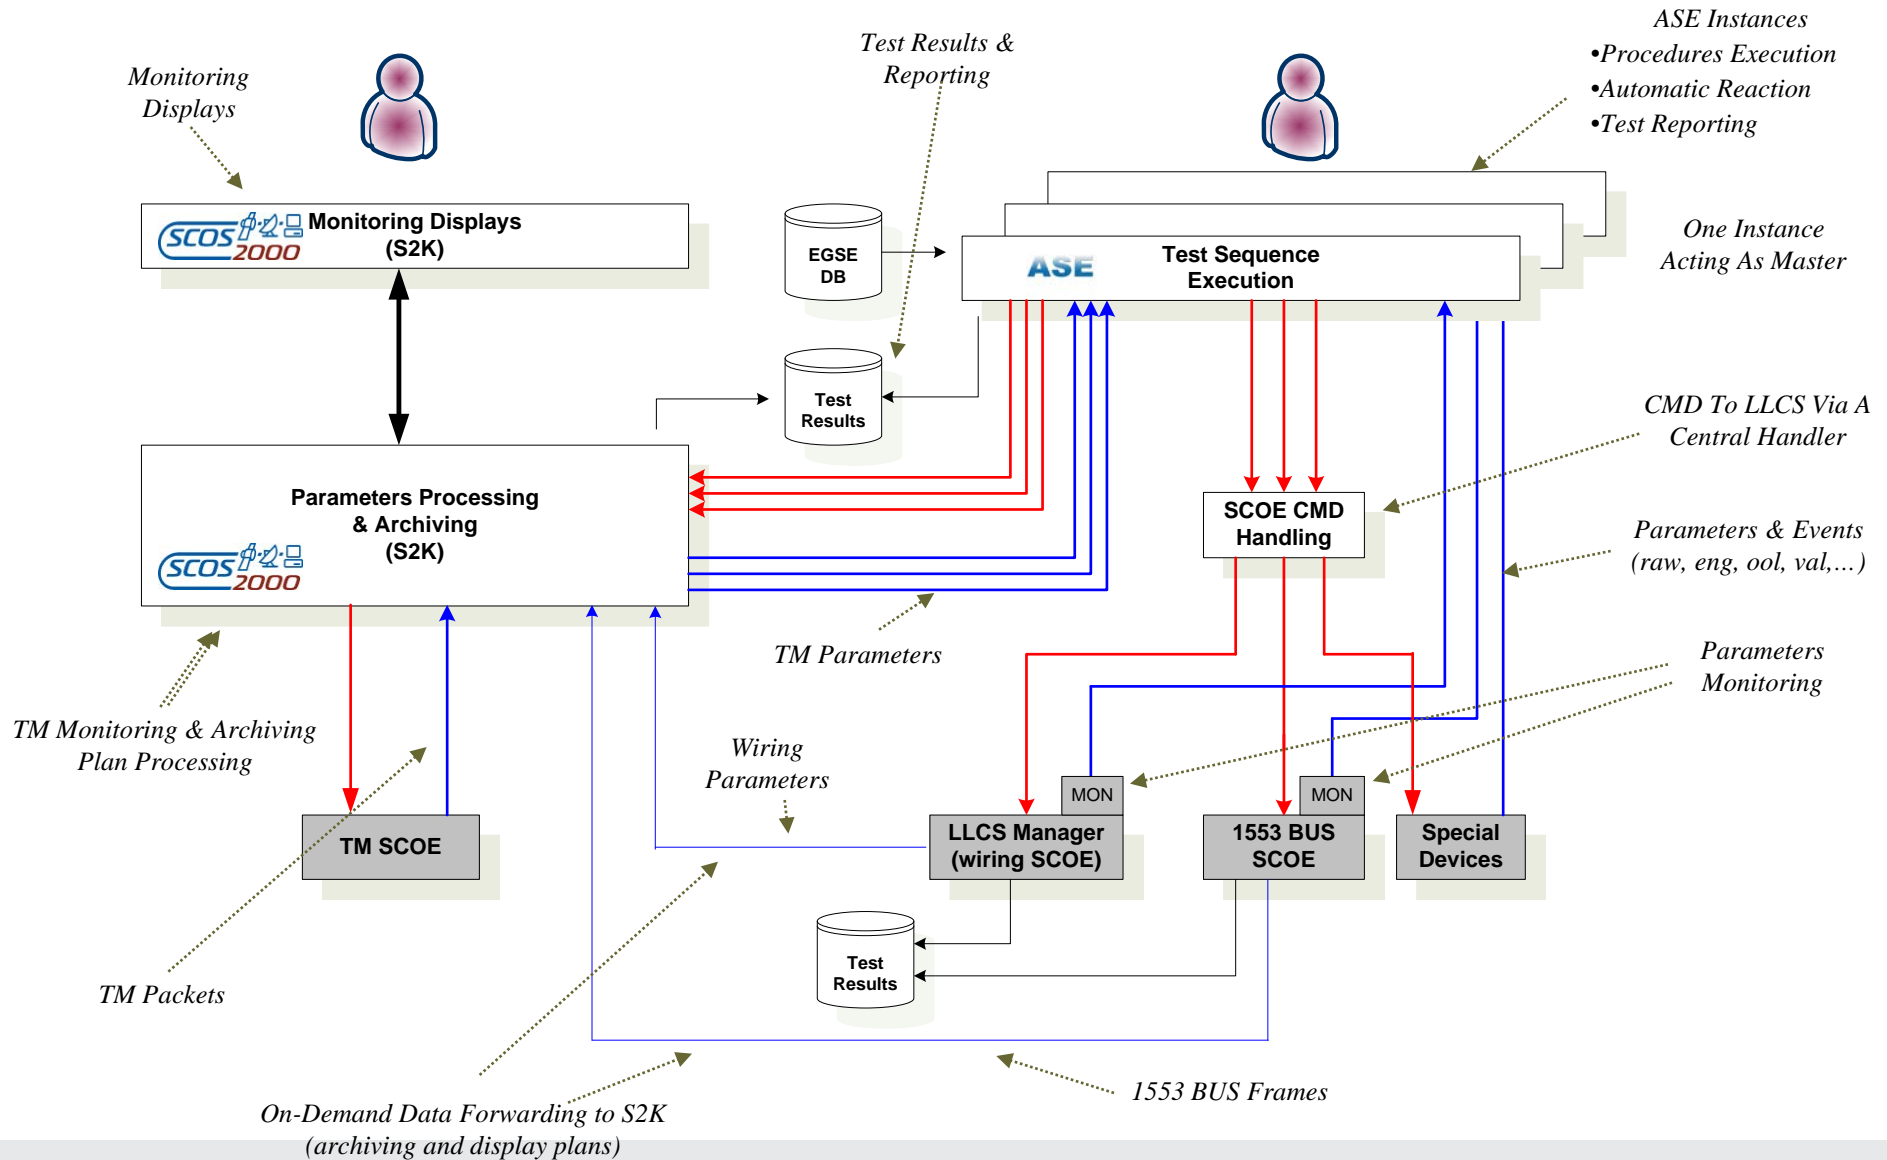 ASE Instances
•Procedures Execution
•Automatic Reaction
•Test Reporting
Test Results &
Reporting
Monitoring
Displays
SCOS
2000
Monitoring Displays
(S2K)
EGSE
DB
ASE
Test Sequence
Execution
One Instance
Acting As Master
Test
Results
CMD To LLCS Via A
Central Handler
Parameters Processing
& Archiving
(S2K)
SCOS
2000
SCOE CMD
Handling
Parameters & Events
(raw, eng, ool, val,…)
TM Parameters
Parameters
Monitoring
TM Monitoring & Archiving
Plan Processing
Wiring
Parameters
MON
MON
TM SCOE
LLCS Manager
(wiring SCOE)
1553 BUS
SCOE
Special
Devices
Test
Results
TM Packets
1553 BUS Frames
On-Demand Data Forwarding to S2K
(archiving and display plans)